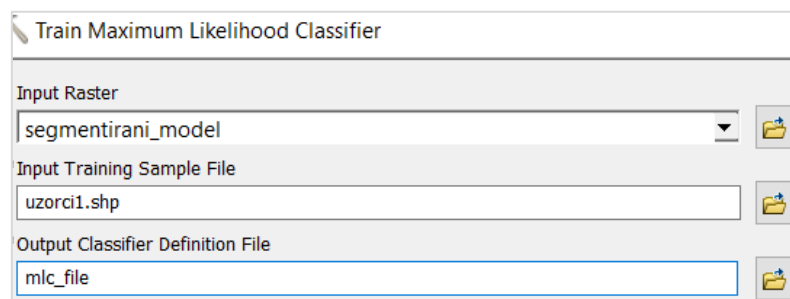 Train Maximum Likelihood Classifier
Input Raster
segmentirani_model
Input Training Sample File
uzorci1.shp
Output Classifier Definition File
mlc_file